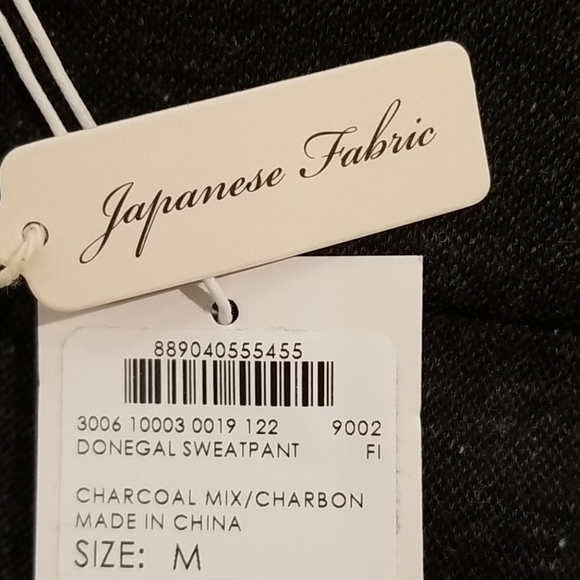 Japanese Fabric
889040555455
3006 10003 0019 122 9002
DONEGAL SWEATPANT FI
CHARCOAL MIX/CHARBON
MADE IN CHINA
SIZE: M